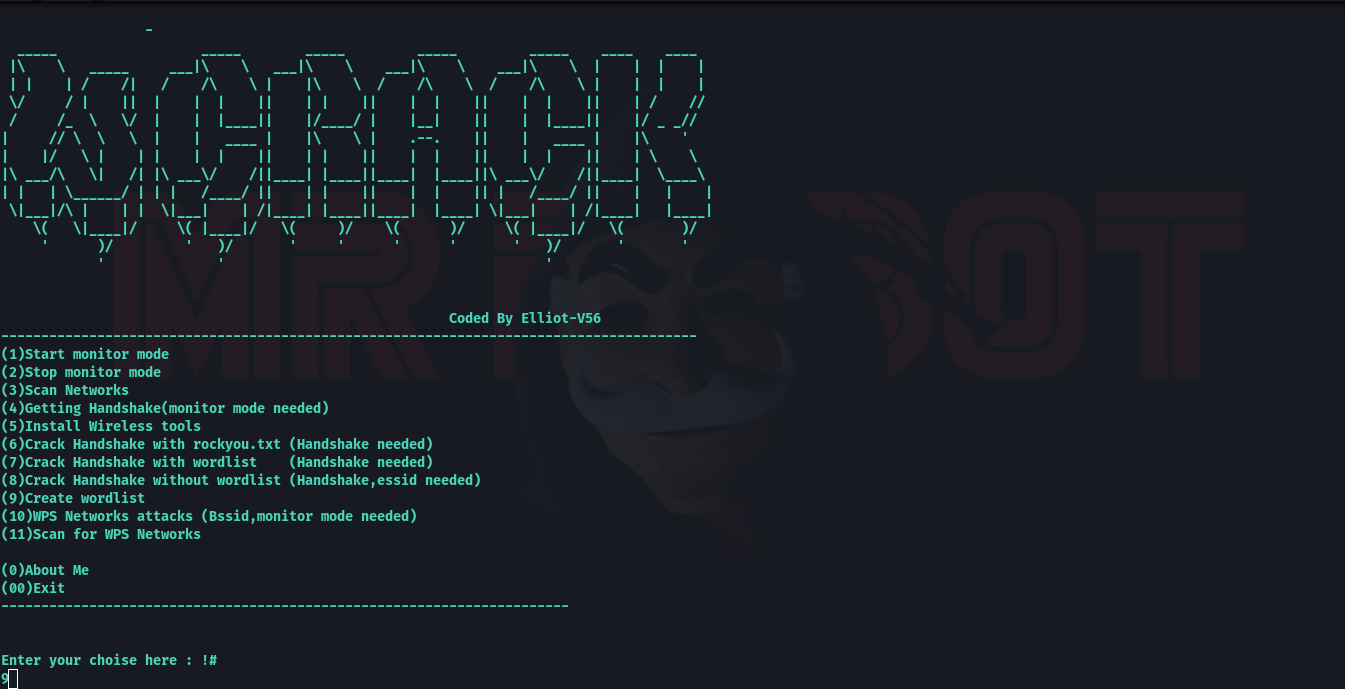 Coded By Elliot-V56
(1)Start monitor mode
(2)Stop monitor mode
(3)Scan Networks
(4)Getting Handshake(monitor mode needed)
(5)Install Wireless tools
(6)Crack Handshake with rockyou.txt (Handshake needed)
(7)Crack Handshake with wordlist    (Handshake needed)
(8)Crack Handshake without wordlist (Handshake,essid needed)
(9)Create wordlist
(10)WPS Networks attacks (Bssid,monitor mode needed)
(11)Scan for WPS Networks
(0)About Me
(00)Exit
Enter your choise here : !#
9